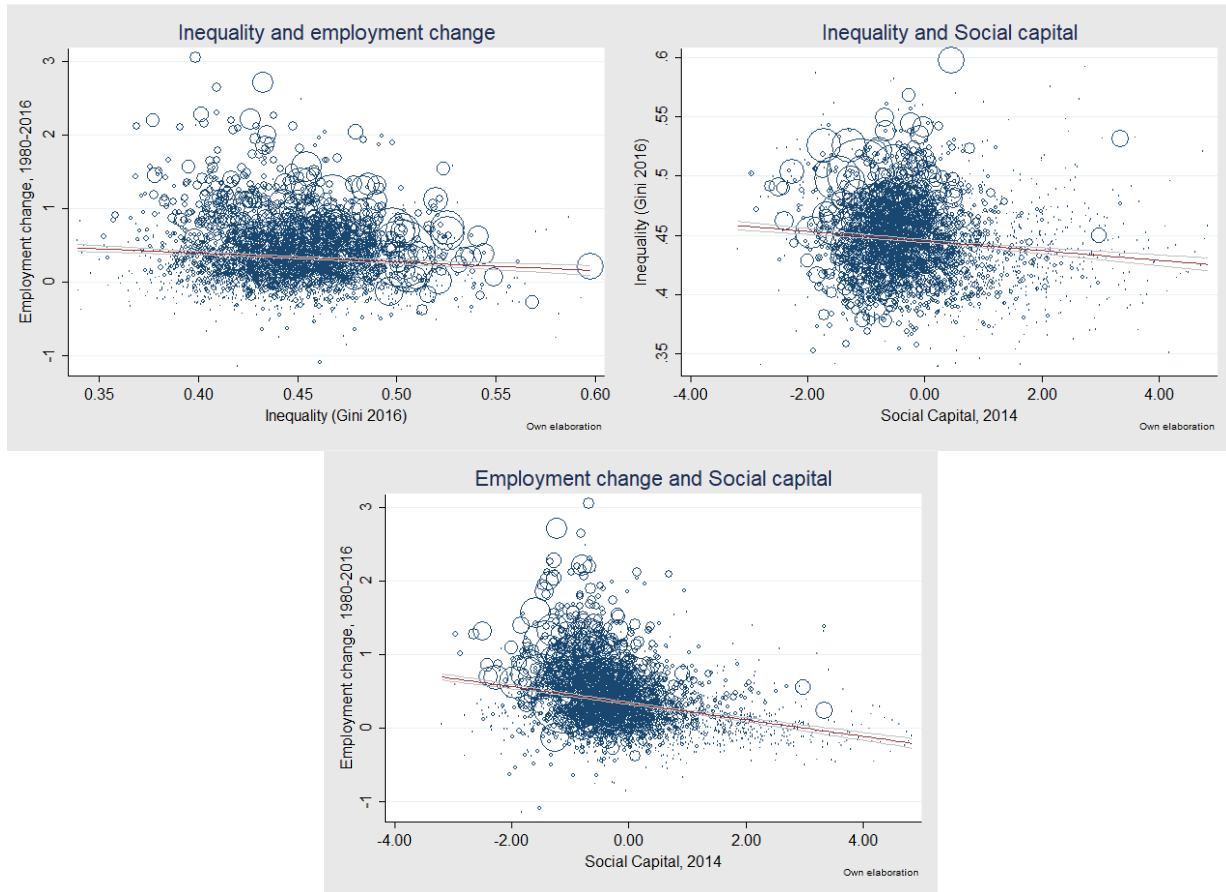 Inequality and employment change
Employment change, 1980-2016
3
2
1
0
-1
0.35 0.40 0.45 0.50 0.55 0.60
Inequality (Gini 2016)
Own elaboration
Inequality and Social capital
Inequality (Gini 2016)
.6
.55
.5
.45
.4
.35
-4.00 -2.00 0.00 2.00 4.00
Social Capital, 2014
Own elaboration
Employment change and Social capital
Employment change, 1980-2016
3
2
1
0
-1
-4.00 -2.00 0.00 2.00 4.00
Social Capital, 2014
Own elaboration